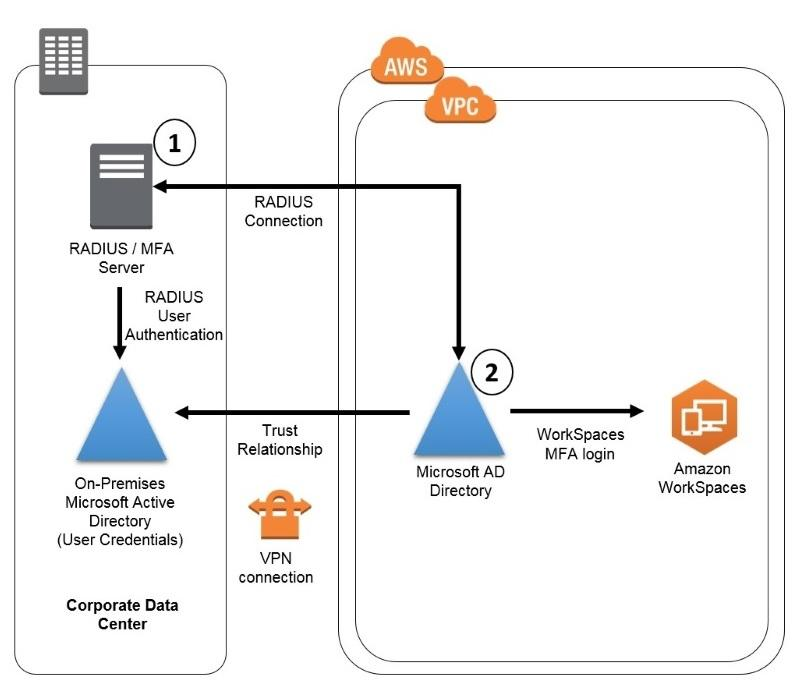 AWS
VPC
1
RADIUS
Connection
RADIUS / MFA
Server
RADIUS
User
Authentication
2
Trust
Relationship
WorkSpaces
MFA login
Microsoft AD
Directory
Amazon
WorkSpaces
On-Premises
Microsoft Active
Directory
(User Credentials)
VPN
connection
Corporate Data
Center